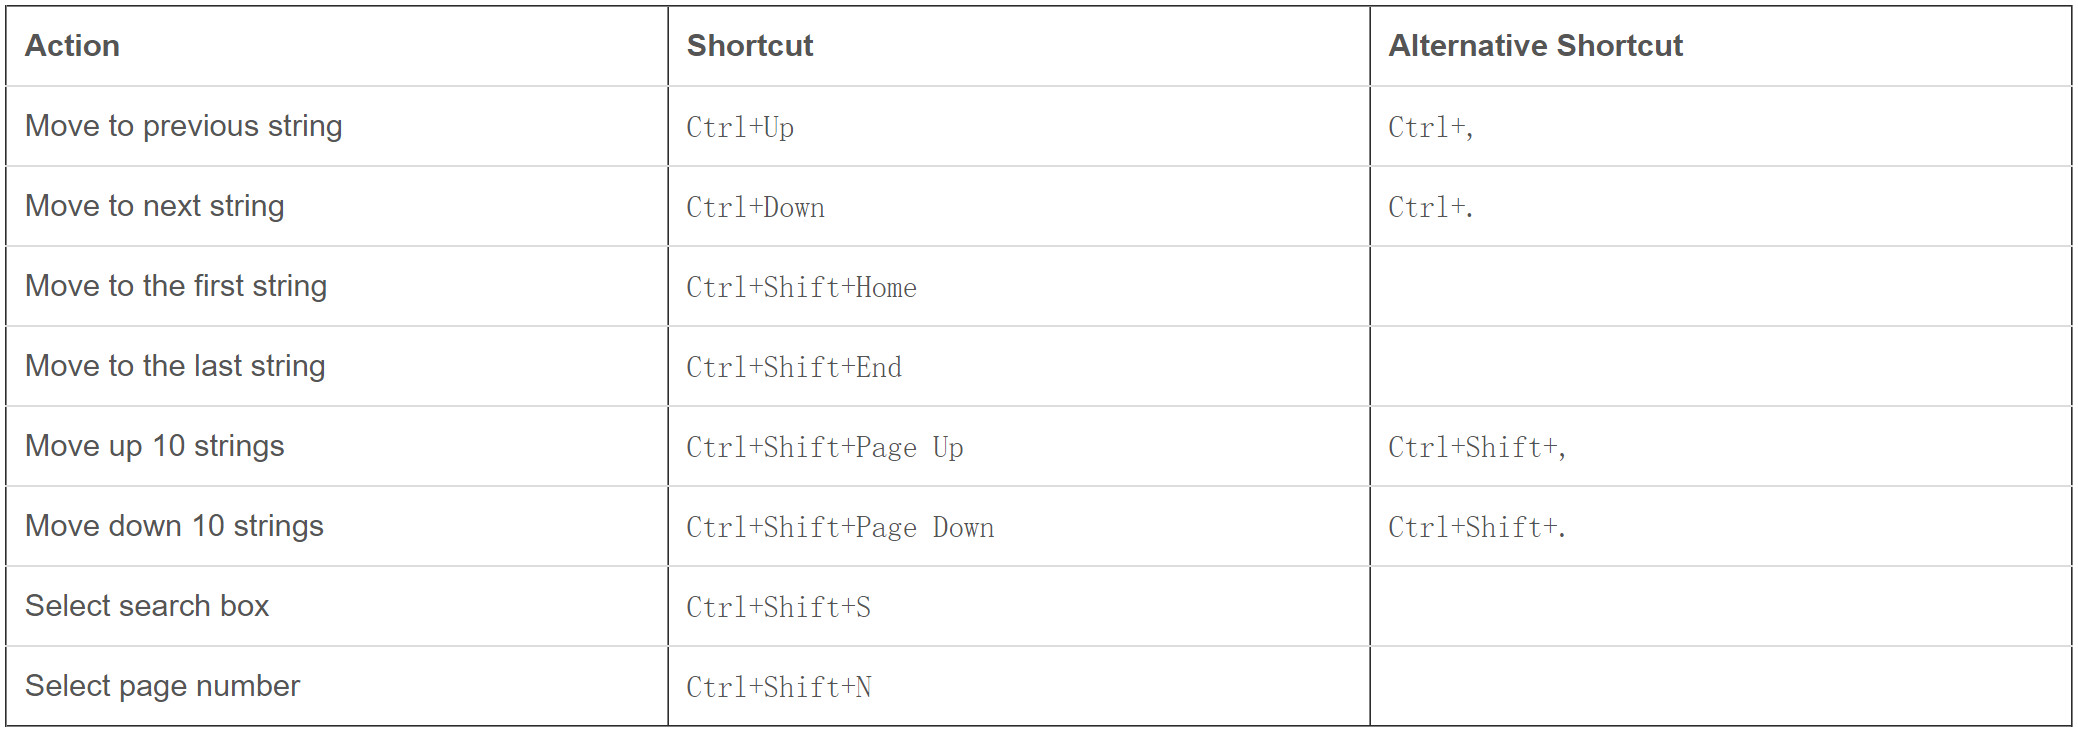 Action Shortcut Alternative Shortcut
Move to previous string Ctrl+Up Ctrl+,
Move to next string Ctrl+Down Ctrl+.
Move to the first string Ctrl+Shift+Home
Move to the last string Ctrl+Shift+End
Move up 10 strings Ctrl+Shift+Page Up Ctrl+Shift+,
Move down 10 strings Ctrl+Shift+Page Down Ctrl+Shift+.
Select search box Ctrl+Shift+S
Select page number Ctrl+Shift+N